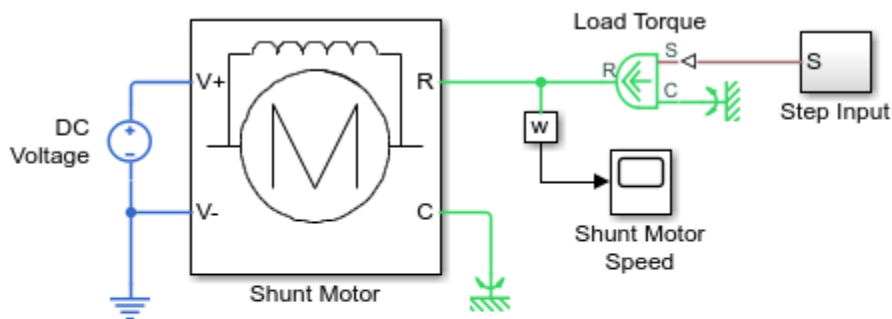 Load Torque
S
R
C
S
Step Input
V+
R
DC
Voltage
M
w
V-
C
Shunt Motor
Shunt Motor
Speed